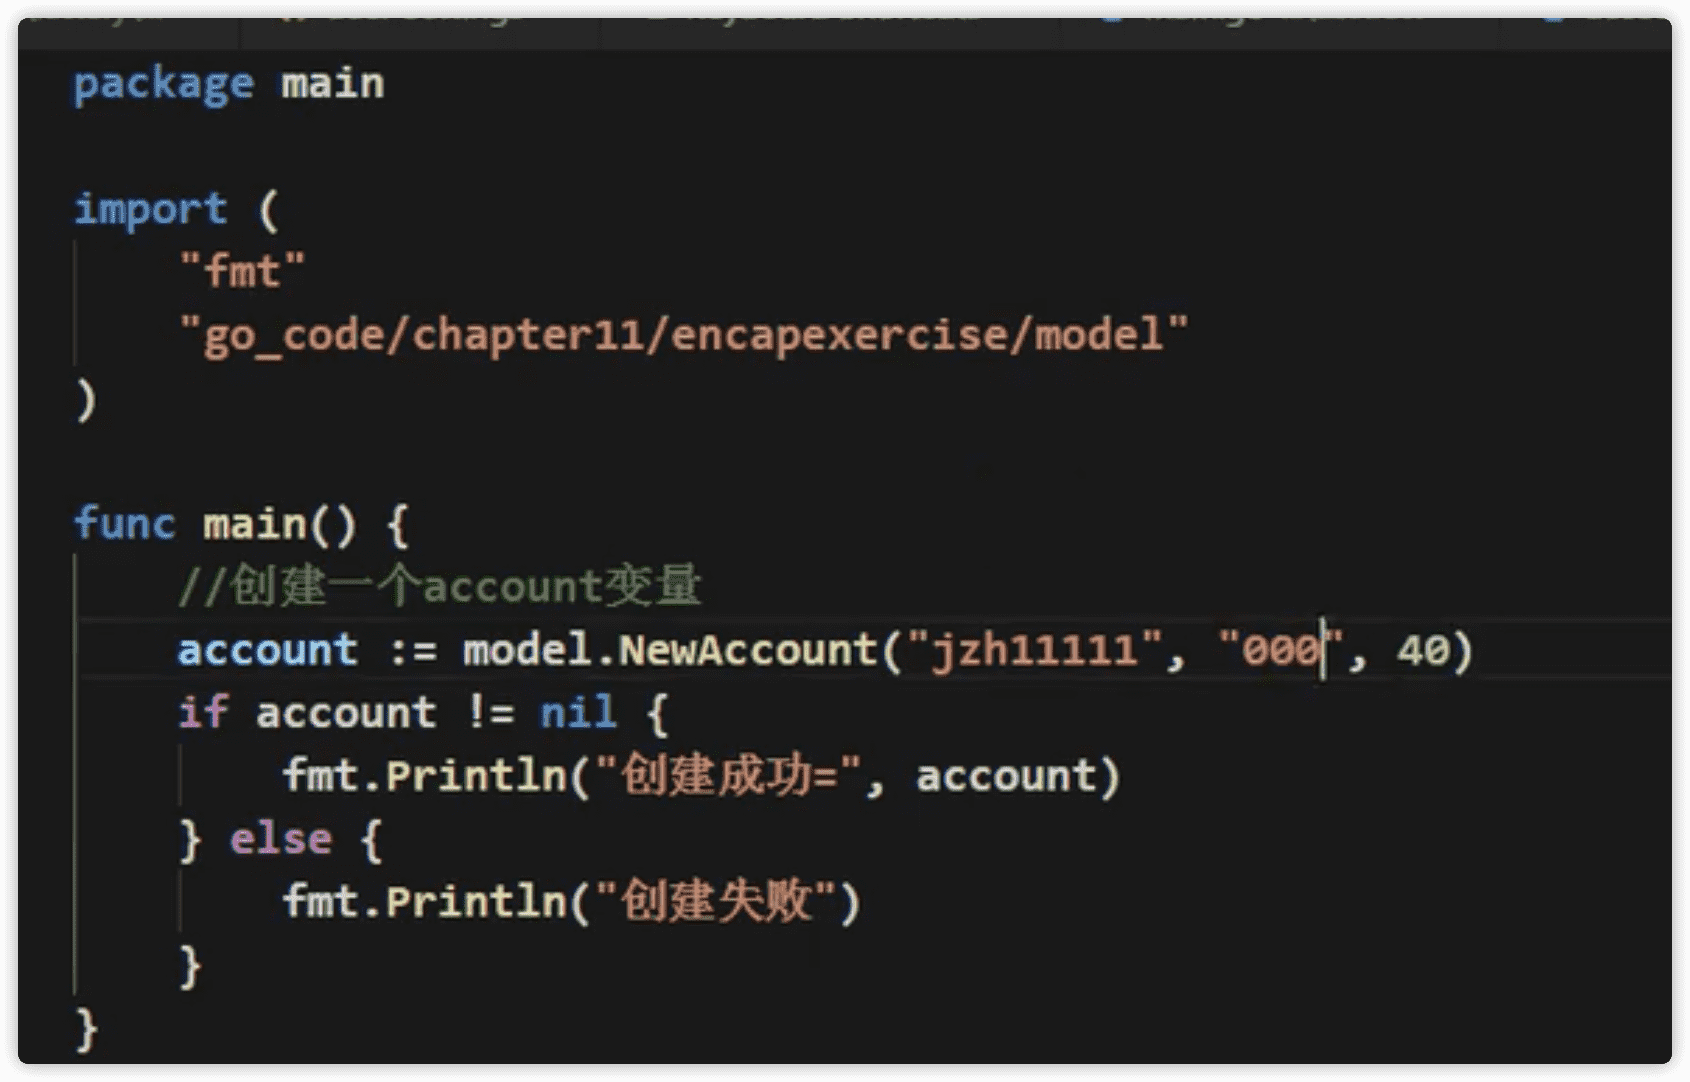 package main
import (
"fmt"
"go_code/chapter11/encapexercise/model"
)
func main() {
//创建一个account变量
account := model.NewAccount("jzh11111", "000", 40)
if account != nil {
fmt.Println("创建成功=", account)
} else {
fmt.Println("创建失败")
}
}